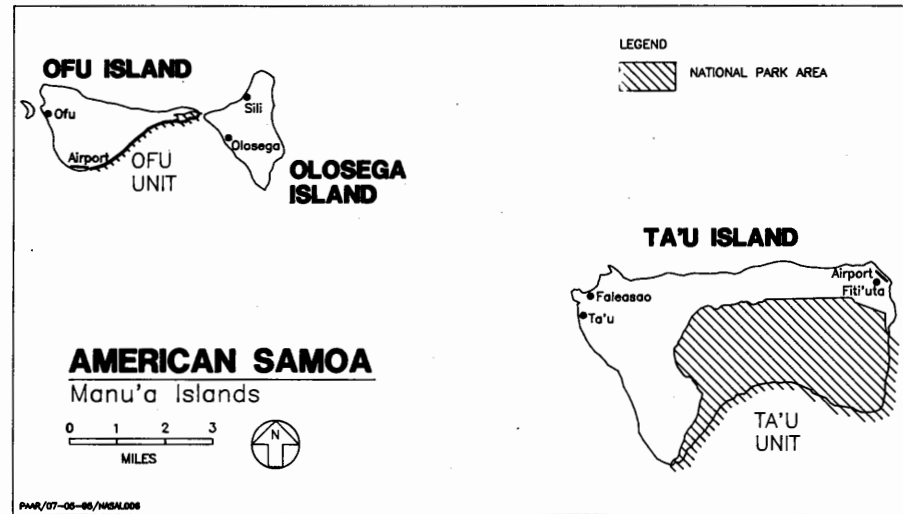 LEGEND
NATIONAL PARK AREA
OFU ISLAND
Ofu
Sili
Olosega
Airport
OFU
UNIT
OLOSEGA
ISLAND
TA'U ISLAND
Airport
Fiti'uta
Faleasao
Ta'u
AMERICAN SAMOA
Manu'a Islands
0 1 2 3
MILES
N
TA'U
UNIT